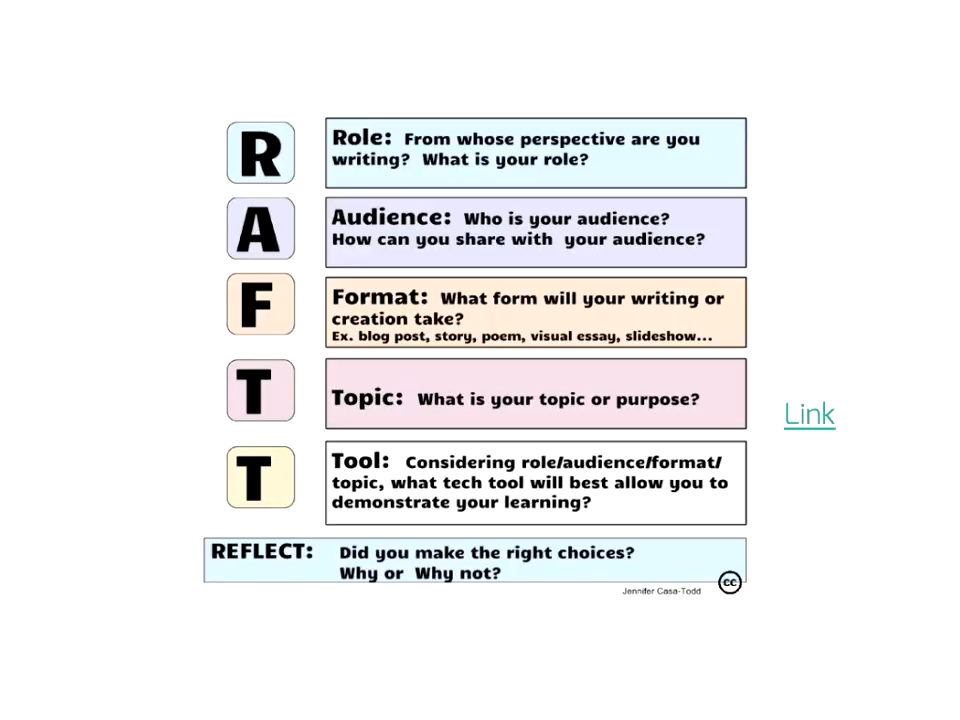 R
Role: From whose perspective are you
writing? What is your role?
A
Audience: Who is your audience?
How can you share with your audience?
F
Format: What form will your writing or
creation take?
Ex. blog post, story, poem, visual essay, slideshow...
T
Topic: What is your topic or purpose?
Link
T
Tool: Considering role/audience/format/
topic, what tech tool will best allow you to
demonstrate your learning?
REFLECT: Did you make the right choices?
Why or Why not?
cc
Jennifer Casa-Todd